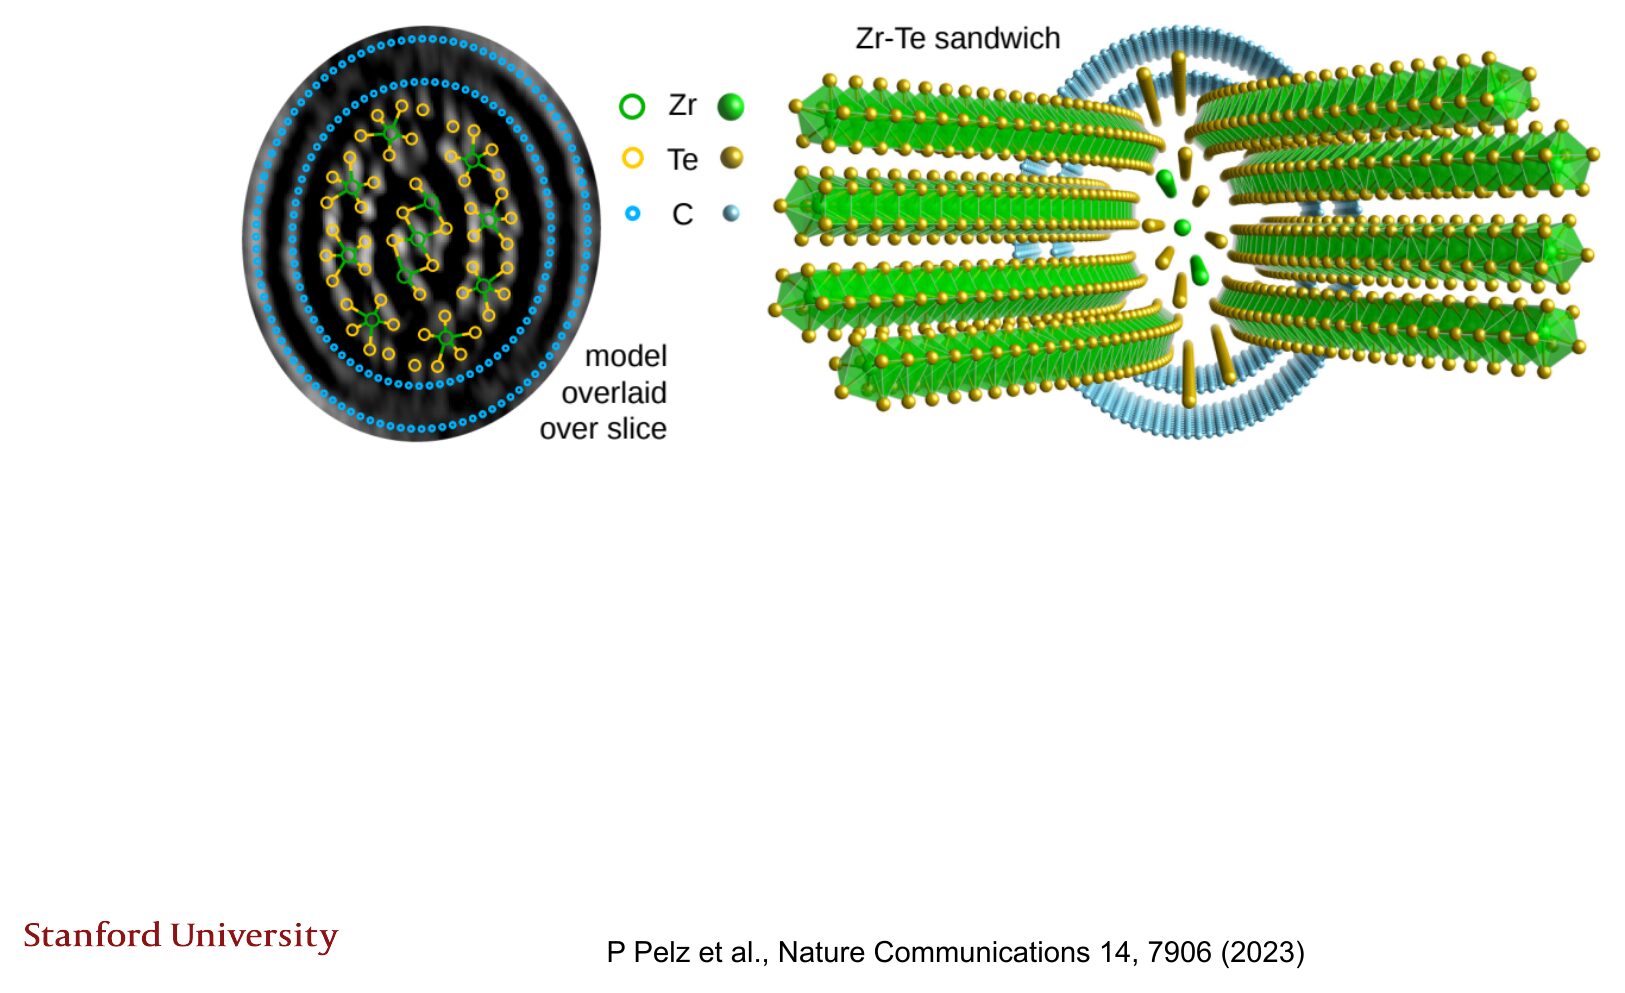 Zr-Te sandwich
Zr
Te
C
model
overlaid
over slice
Stanford University
P Pelz et al., Nature Communications 14, 7906 (2023)